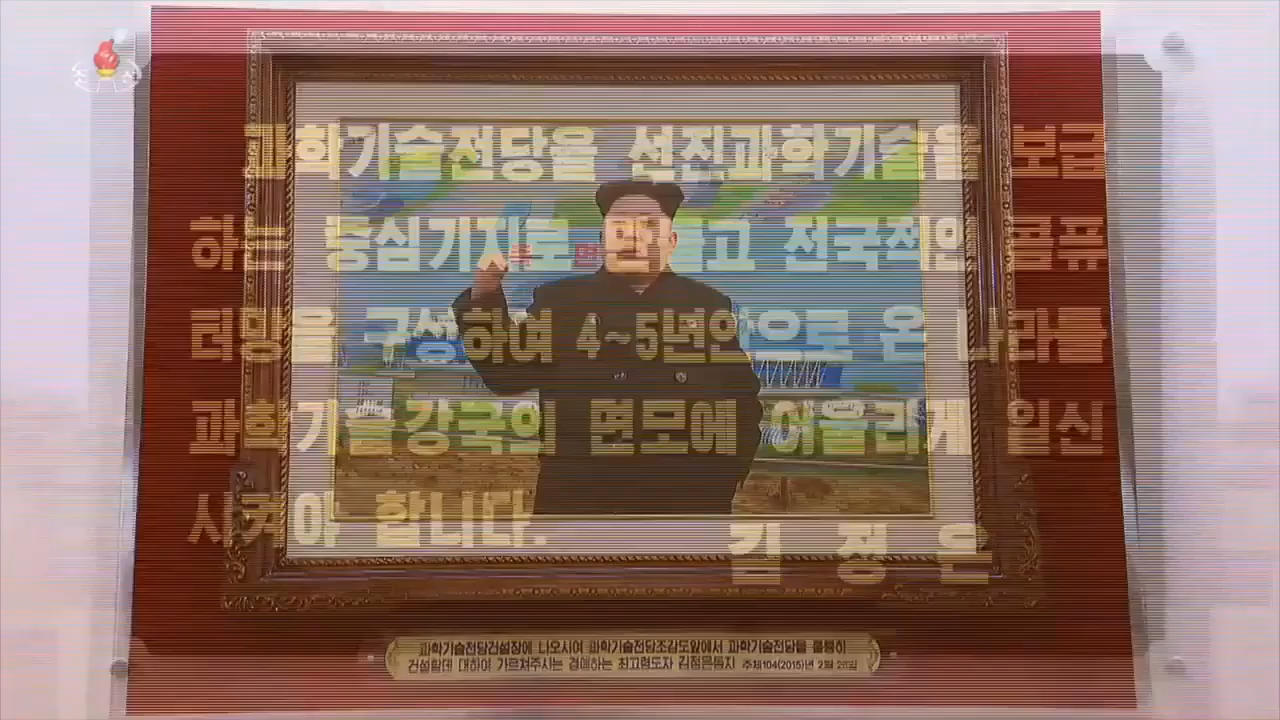 조 선
과학기술전당을 선진과학기술을 보급
하는 중심기지로 만들고 전국적인 콤퓨
터망을 구성하여 4~5년안으로 온 나라를
과학기술강국의 면모에 어울리게 일신
시켜야 합니다.
김 정 은
과학기술전당건설장에 나오시여 과학기술전당조감도앞에서 과학기술전당을 훌륭히
건설할데 대하여 가르쳐주시는 경애하는 최고령도자 김정은동지 주체104(2015)년 2월